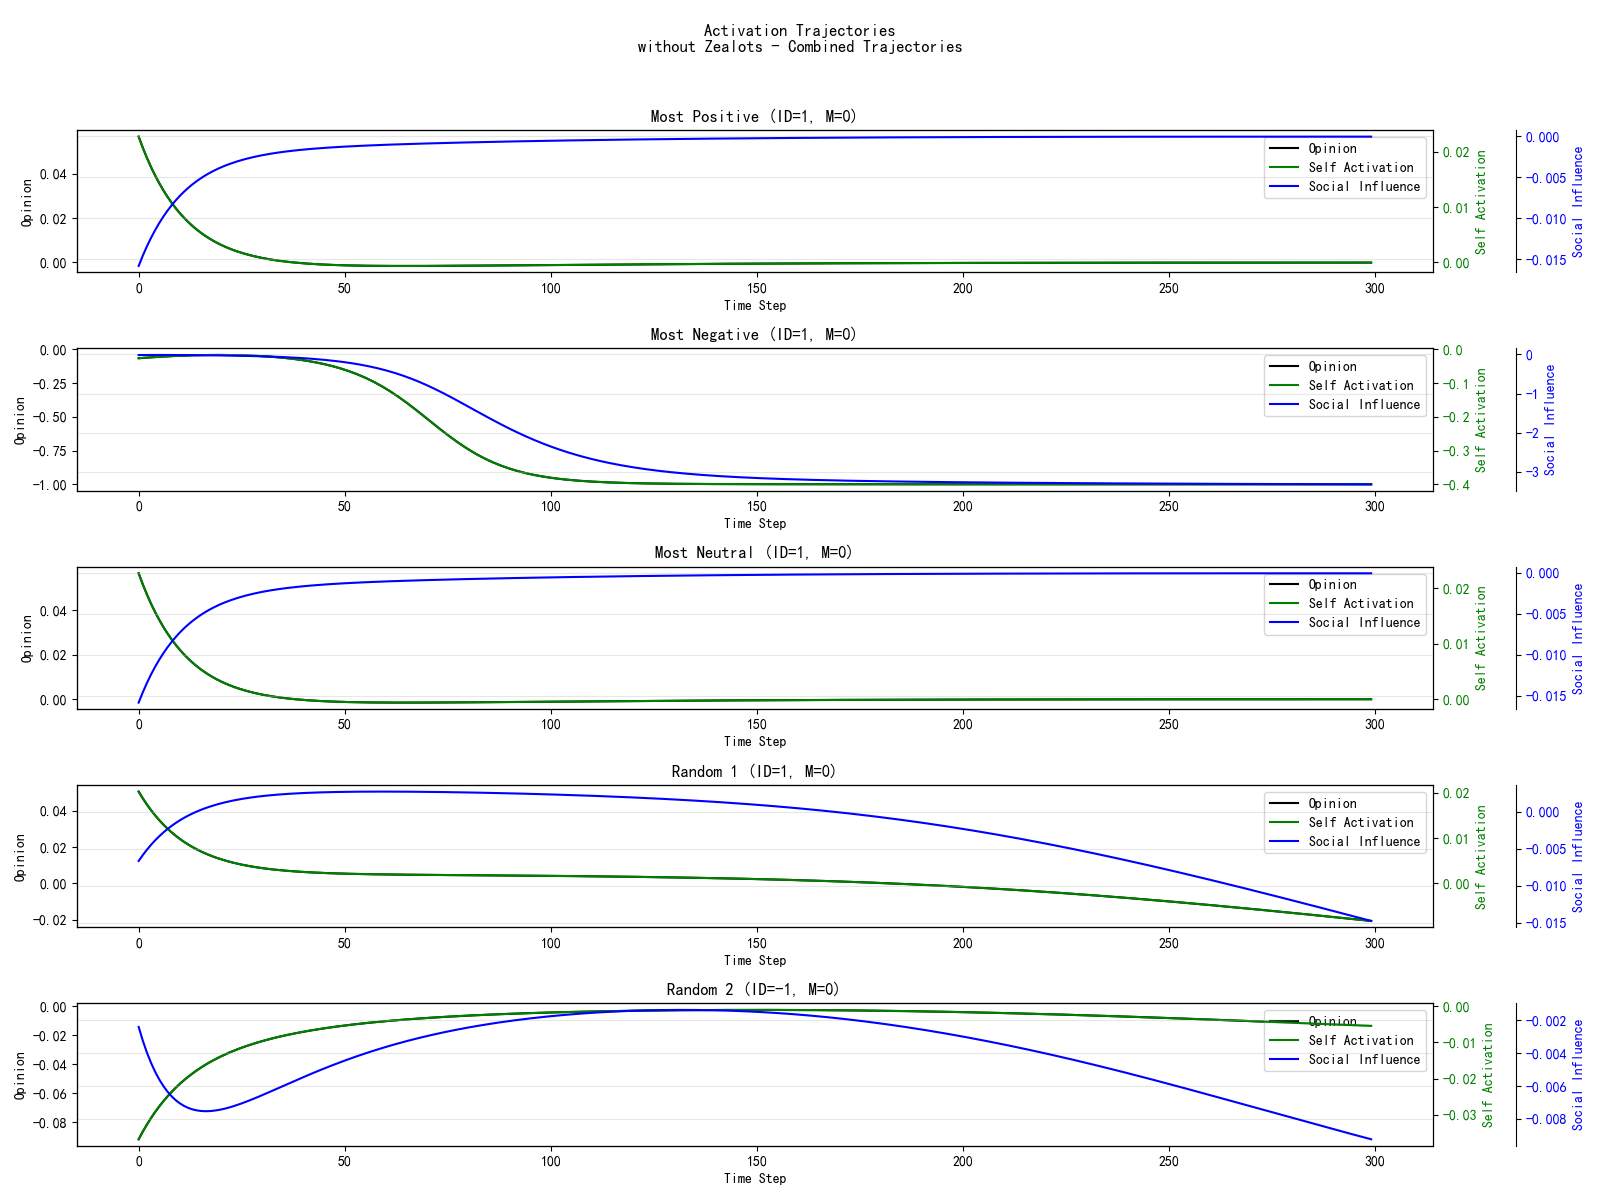 Activation Trajectories
without Zealots - Combined Trajectories
Most Positive (ID=1, M=0)
Opinion
0.04
0.02
0.00
Opinion
Self Activation
Social Influence
0.02
0.01
0.00
Self Activation
0.000
-0.005
-0.010
-0.015
Social Influence
0 50 100 150 200 250 300
Time Step
Most Negative (ID=1, M=0)
Opinion
0.00
-0.25
-0.50
-0.75
-1.00
Opinion
Self Activation
Social Influence
0.0
-0.1
-0.2
-0.3
-0.4
Self Activation
0
-1
-2
-3
Social Influence
0 50 100 150 200 250 300
Time Step
Most Neutral (ID=1, M=0)
Opinion
0.04
0.02
0.00
Opinion
Self Activation
Social Influence
0.02
0.01
0.00
Self Activation
0.000
-0.005
-0.010
-0.015
Social Influence
0 50 100 150 200 250 300
Time Step
Random 1 (ID=1, M=0)
Opinion
0.04
0.02
0.00
-0.02
Opinion
Self Activation
Social Influence
0.02
0.01
0.00
Self Activation
0.000
-0.005
-0.010
-0.015
Social Influence
0 50 100 150 200 250 300
Time Step
Random 2 (ID=-1, M=0)
Opinion
0.00
-0.02
-0.04
-0.06
-0.08
Opinion
Self Activation
Social Influence
0.00
-0.01
-0.02
-0.03
Self Activation
-0.002
-0.004
-0.006
-0.008
Social Influence
0 50 100 150 200 250 300
Time Step